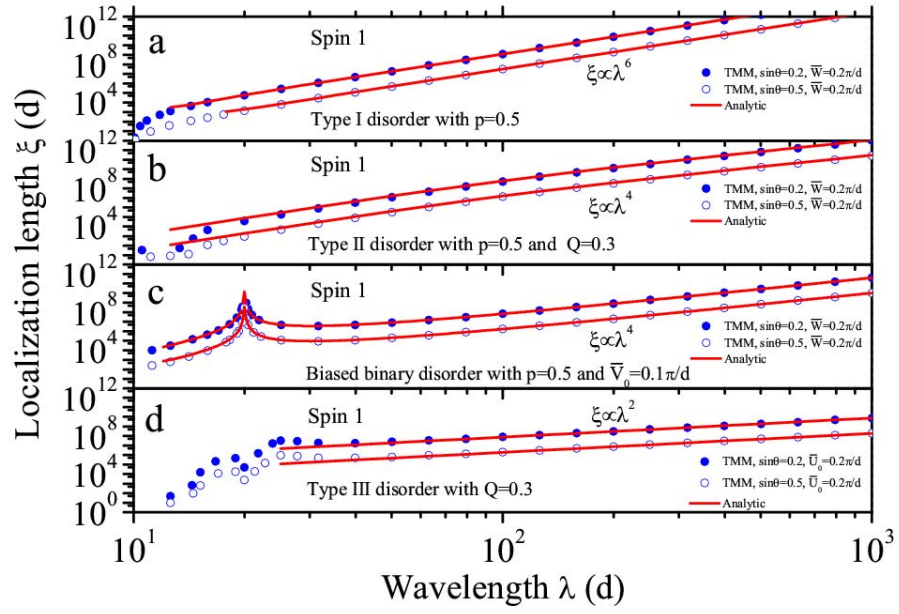 10^12
a
Spin 1
10^8
10^4
ξ∝λ^6
TMM, sinθ=0.2, W̅=0.2π/d
TMM, sinθ=0.5, W̅=0.2π/d
Analytic
Type I disorder with p=0.5
10^12
b
Spin 1
10^8
10^4
ξ∝λ^4
TMM, sinθ=0.2, W̅=0.2π/d
TMM, sinθ=0.5, W̅=0.2π/d
Analytic
Type II disorder with p=0.5 and Q=0.3
10^12
c
Spin 1
10^8
10^4
ξ∝λ^4
TMM, sinθ=0.2, W̅=0.2π/d
TMM, sinθ=0.5, W̅=0.2π/d
Analytic
Biased binary disorder with p=0.5 and V̅_0=0.1π/d
10^12
d
Spin 1
ξ∝λ^2
10^8
10^4
10^0
TMM, sinθ=0.2, U̅_0=0.2π/d
TMM, sinθ=0.5, U̅_0=0.2π/d
Analytic
Type III disorder with Q=0.3
10^1 10^2 10^3
Wavelength λ (d)
Localization length ξ (d)